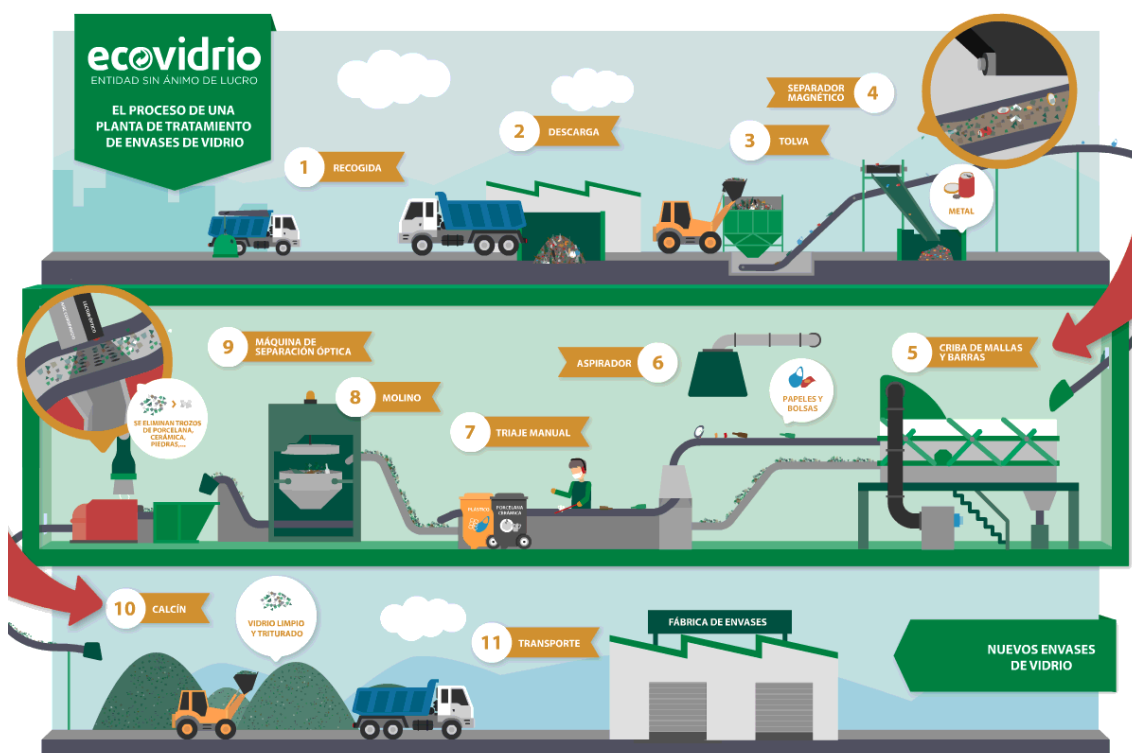 ecovidrio
ENTIDAD SIN ÁNIMO DE LUCRO
EL PROCESO DE UNA
PLANTA DE TRATAMIENTO
DE ENVASES DE VIDRIO
1 RECOGIDA
2 DESCARGA
3 TOLVA
SEPARADOR
MAGNÉTICO 4
METAL
5 CRIBA DE MALLAS
Y BARRAS
ASPIRADOR 6
PAPELES Y
BOLSAS
7 TRIAJE MANUAL
PLÁSTICO
PORCELANA
CERÁMICA
8 MOLINO
9 MÁQUINA DE
SEPARACIÓN ÓPTICA
LECTOR ÓPTICO
SE ELIMINAN TROZOS
DE PORCELANA,
CERÁMICA,
PIEDRAS,...
10 CALCÍN
VIDRIO LIMPIO
Y TRITURADO
11 TRANSPORTE
FÁBRICA DE ENVASES
NUEVOS ENVASES
DE VIDRIO